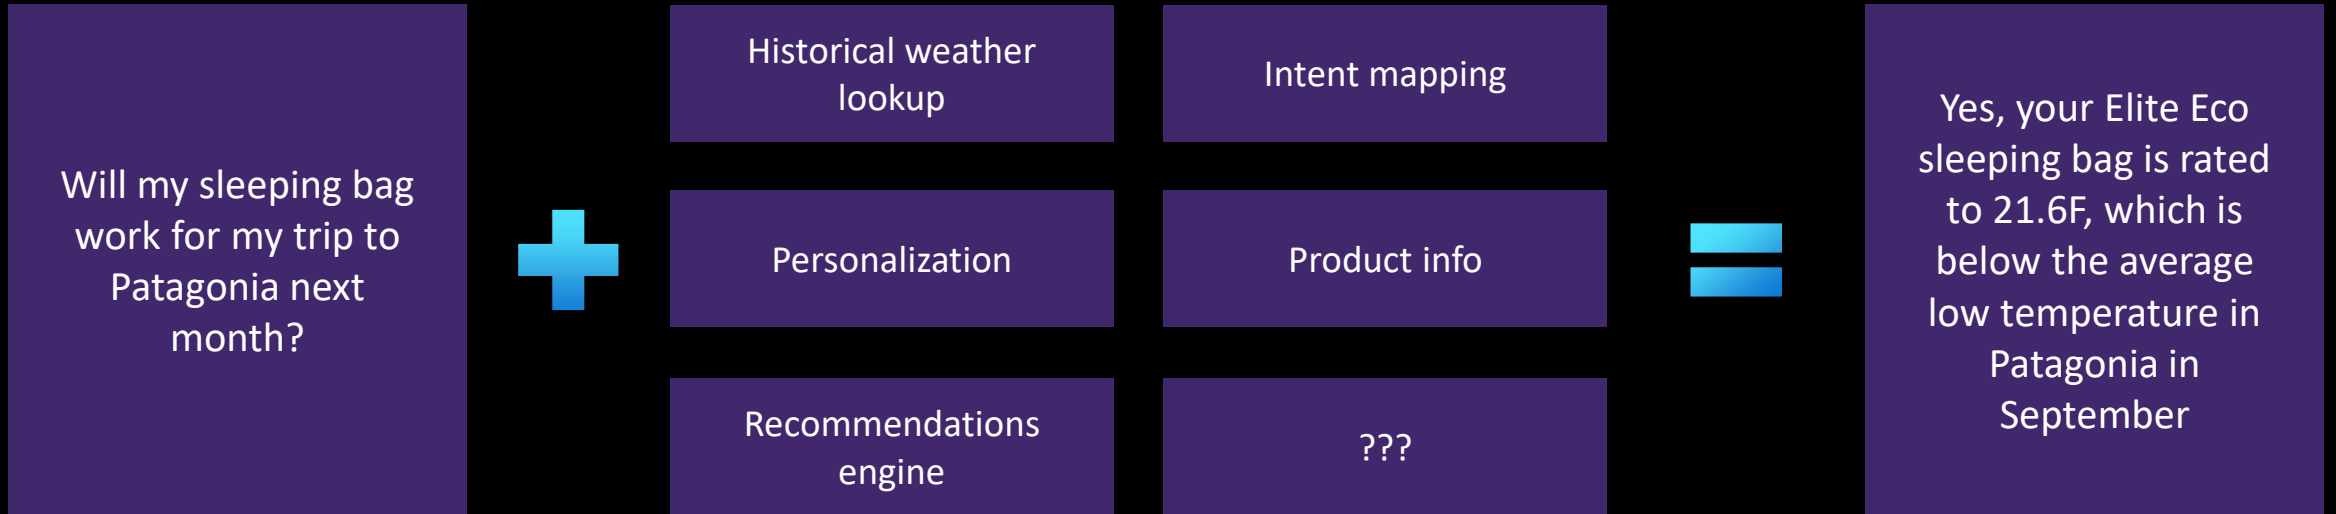 Will my sleeping bag
work for my trip to
Patagonia next
month?
Historical weather
lookup
Intent mapping
Personalization
Product info
Recommendations
engine
???
Yes, your Elite Eco
sleeping bag is rated
to 21.6F, which is
below the average
low temperature in
Patagonia in
September